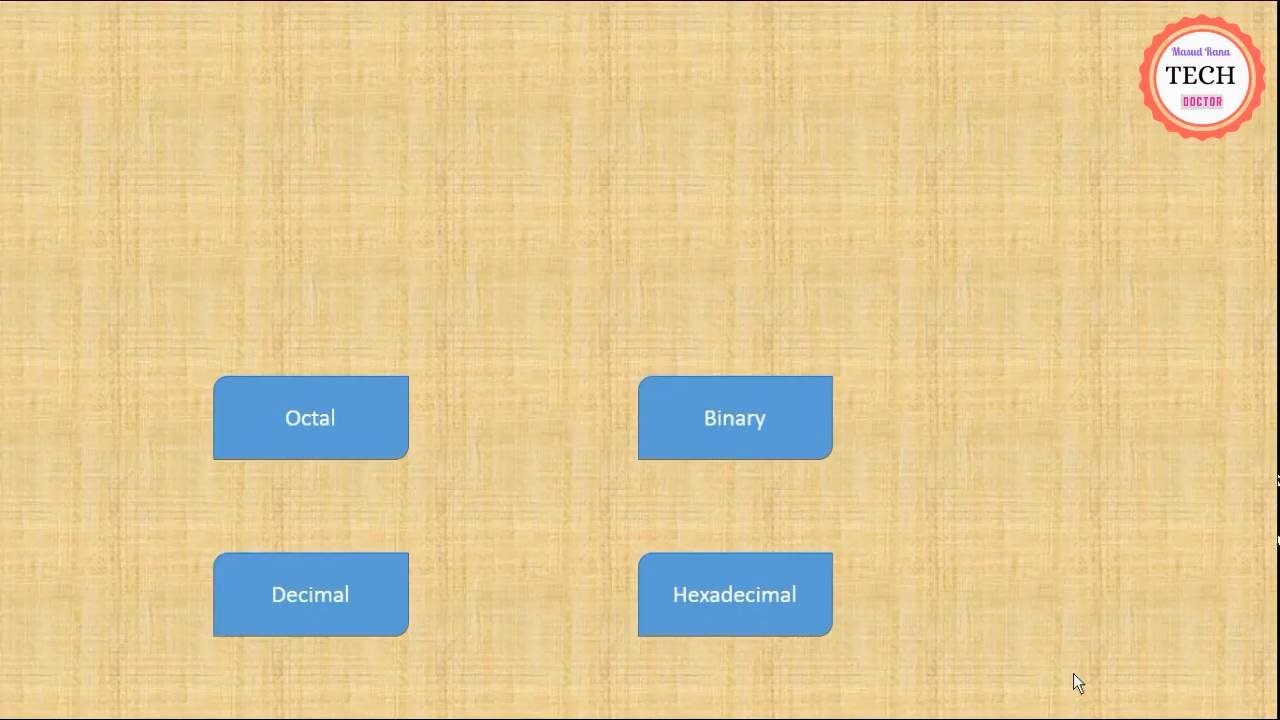 Masud Rana
TECH
DOCTOR
Octal
Binary
Decimal
Hexadecimal